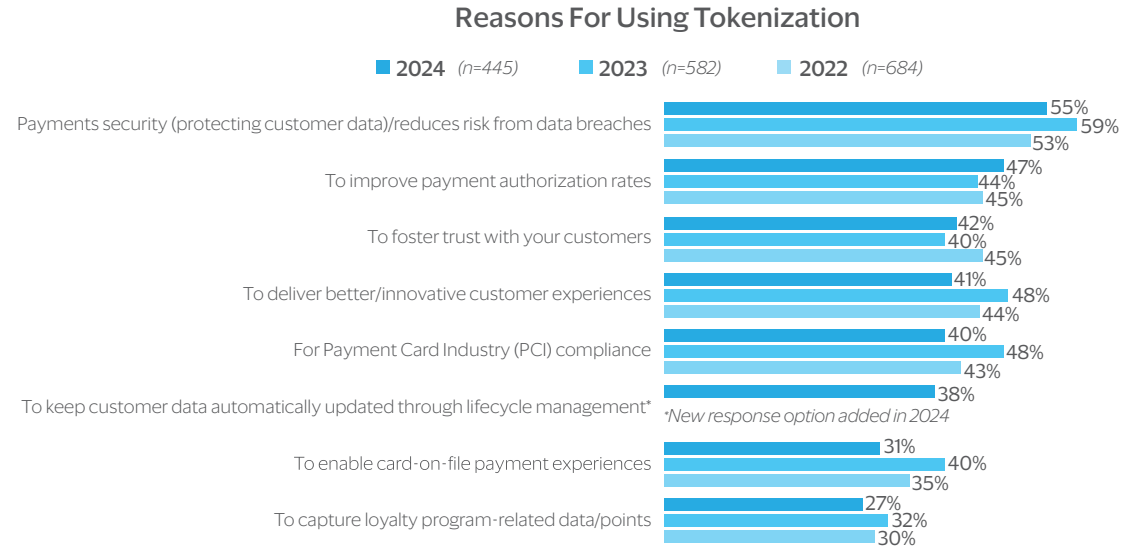 Reasons For Using Tokenization
2024 (n=445) 2023 (n=582) 2022 (n=684)
Payments security (protecting customer data)/reduces risk from data breaches
55%
59%
53%
To improve payment authorization rates
47%
44%
45%
To foster trust with your customers
42%
40%
45%
To deliver better/innovative customer experiences
41%
48%
44%
For Payment Card Industry (PCI) compliance
40%
48%
43%
To keep customer data automatically updated through lifecycle management*
38%
*New response option added in 2024
To enable card-on-file payment experiences
31%
40%
35%
To capture loyalty program-related data/points
27%
32%
30%